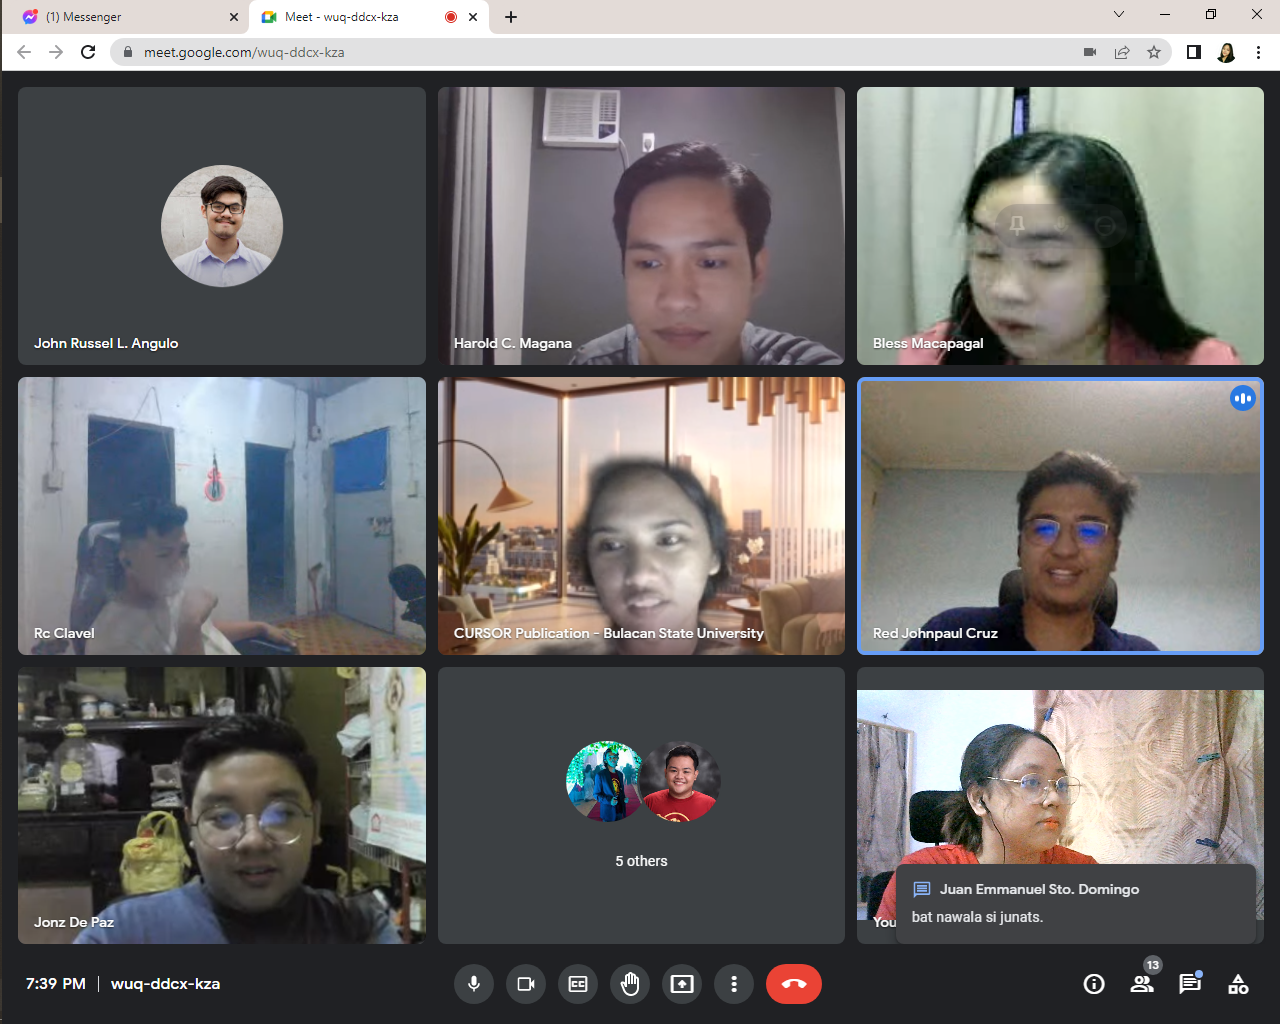 (1) Messenger
Meet - wuq-ddcx-kza
meet.google.com/wuq-ddcx-kza
John Russel L. Angulo
Harold C. Magana
Bless Macapagal
Rc Clavel
CURSOR Publication - Bulacan State University
Red Johnpaul Cruz
Jonz De Paz
5 others
You
Juan Emmanuel Sto. Domingo
bat nawala si junats.
7:39 PM
wuq-ddcx-kza
CC
13